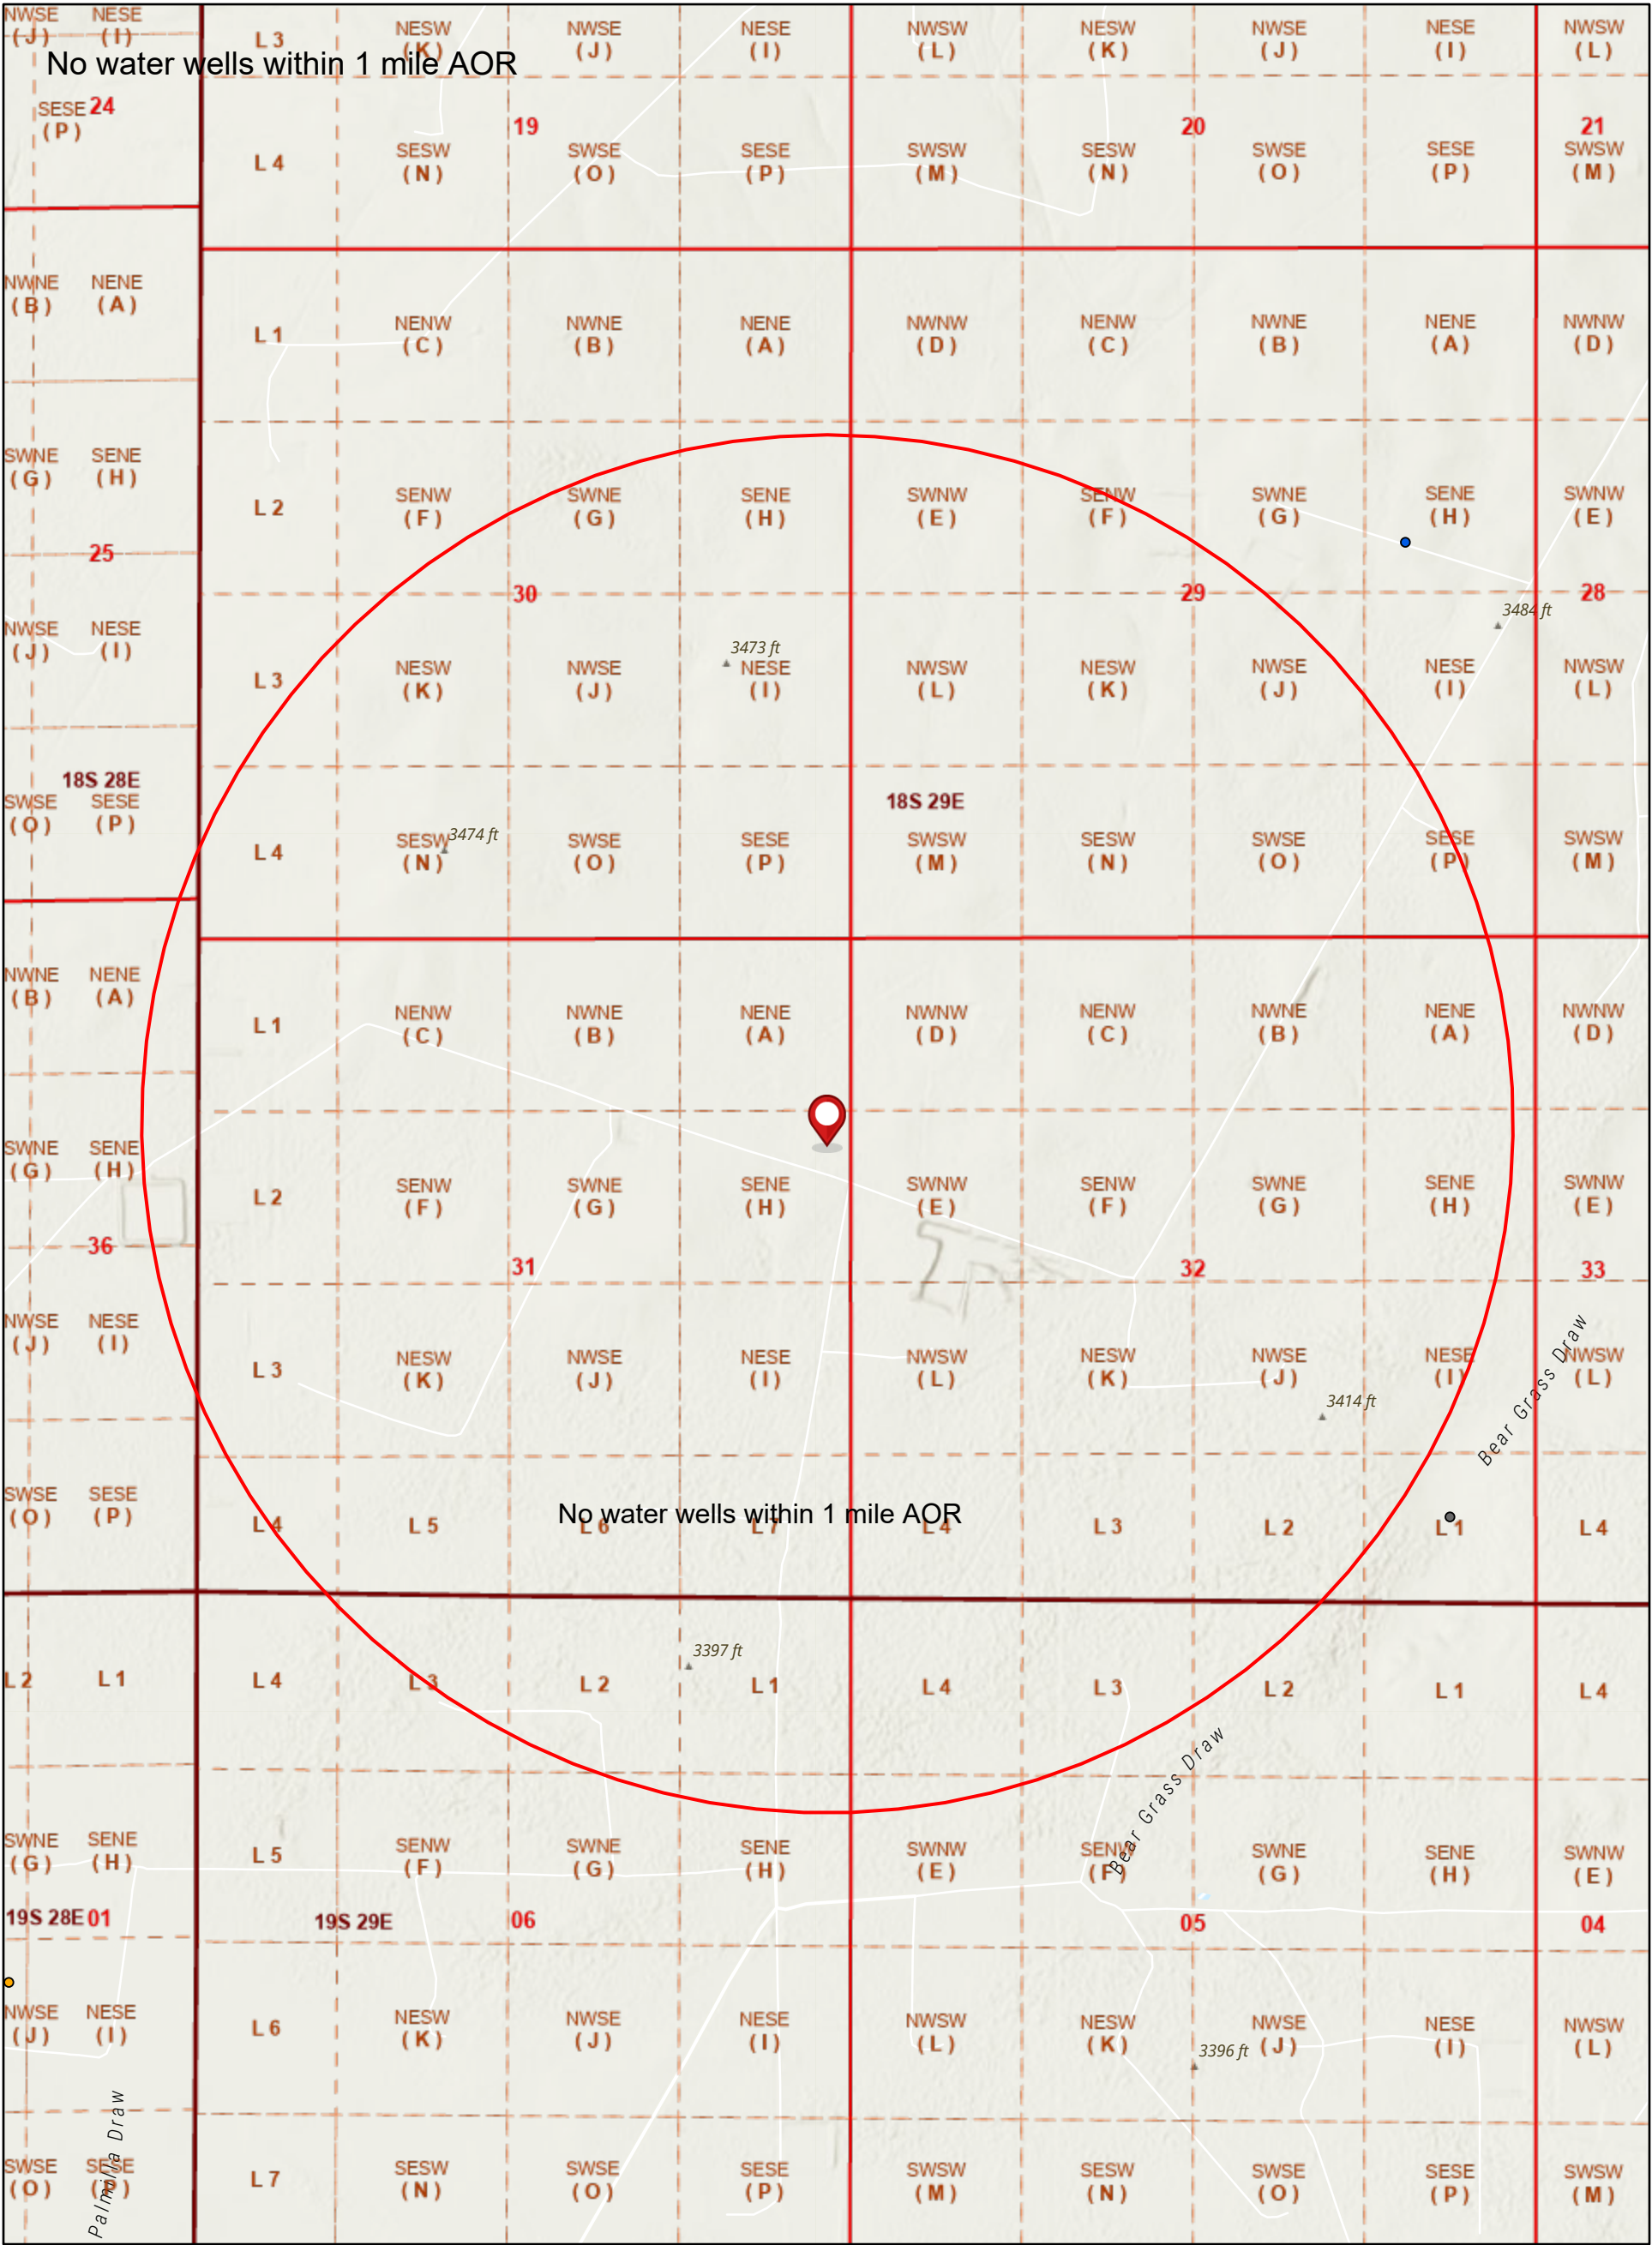 NWSE NESE NESW NWSE NESE NWSW NESW NWSE NESE NWSW
(J) (I) L 3 (K) (J) (I) (L) (K) (J) (I) (L)
No water wells within 1 mile AOR
SESE 24 19 20 21
(P)
L 4 SESW SWSE SESE SWSW SESW SWSE SESE SWSW
(N) (O) (P) (M) (N) (O) (P) (M)
NWNE NENE
(B) (A)
L 1 NENW NWNE NENE NWNW NENW NWNE NENE NWNW
(C) (B) (A) (D) (C) (B) (A) (D)
SWNE SENE
(G) (H)
L 2 SENW SWNE SENE SWNW SENW SWNE SENE SWNW
(F) (G) (H) (E) (F) (G) (H) (E)
25 30 29 28
3484 ft
NWSE NESE
(J) (I)
3473 ft
L 3 NESW NWSE NESE NWSW NESW NWSE NESE NWSW
(K) (J) (I) (L) (K) (J) (I) (L)
18S 28E 18S 29E
SWSE SESE
(O) (P)
3474 ft
L 4 SESW SWSE SESE SWSW SESW SWSE SESE SWSW
(N) (O) (P) (M) (N) (O) (P) (M)
NWNE NENE
(B) (A)
L 1 NENW NWNE NENE NWNW NENW NWNE NENE NWNW
(C) (B) (A) (D) (C) (B) (A) (D)
SWNE SENE
(G) (H)
L 2 SENW SWNE SENE SWNW SENW SWNE SENE SWNW
(F) (G) (H) (E) (F) (G) (H) (E)
36 31 32 33
NWSE NESE
(J) (I)
L 3 NESW NWSE NESE NWSW NESW NWSE NESE NWSW
(K) (J) (I) (L) (K) (J) (I) (L)
3414 ft
Bear Grass Draw
SWSE SESE
(O) (P)
No water wells within 1 mile AOR
L 4 L 5 L 6 L 7 L 4 L 3 L 2 L 1 L 4
3397 ft
L 2 L 1 L 4 L 3 L 2 L 1 L 4 L 3 L 2 L 1 L 4
Bear Grass Draw
SWNE SENE
(G) (H)
L 5 SENW SWNE SENE SWNW SENW SWNE SENE SWNW
(F) (G) (H) (E) (F) (G) (H) (E)
19S 28E 01 19S 29E 06 05 04
NWSE NESE
(J) (I)
L 6 NESW NWSE NESE NWSW NESW NWSE NESE NWSW
(K) (J) (I) (L) (K) (J) (I) (L)
3396 ft
Palmilla Draw
SWSE SESE
(O) (P)
L 7 SESW SWSE SESE SWSW SESW SWSE SESE SWSW
(N) (O) (P) (M) (N) (O) (P) (M)